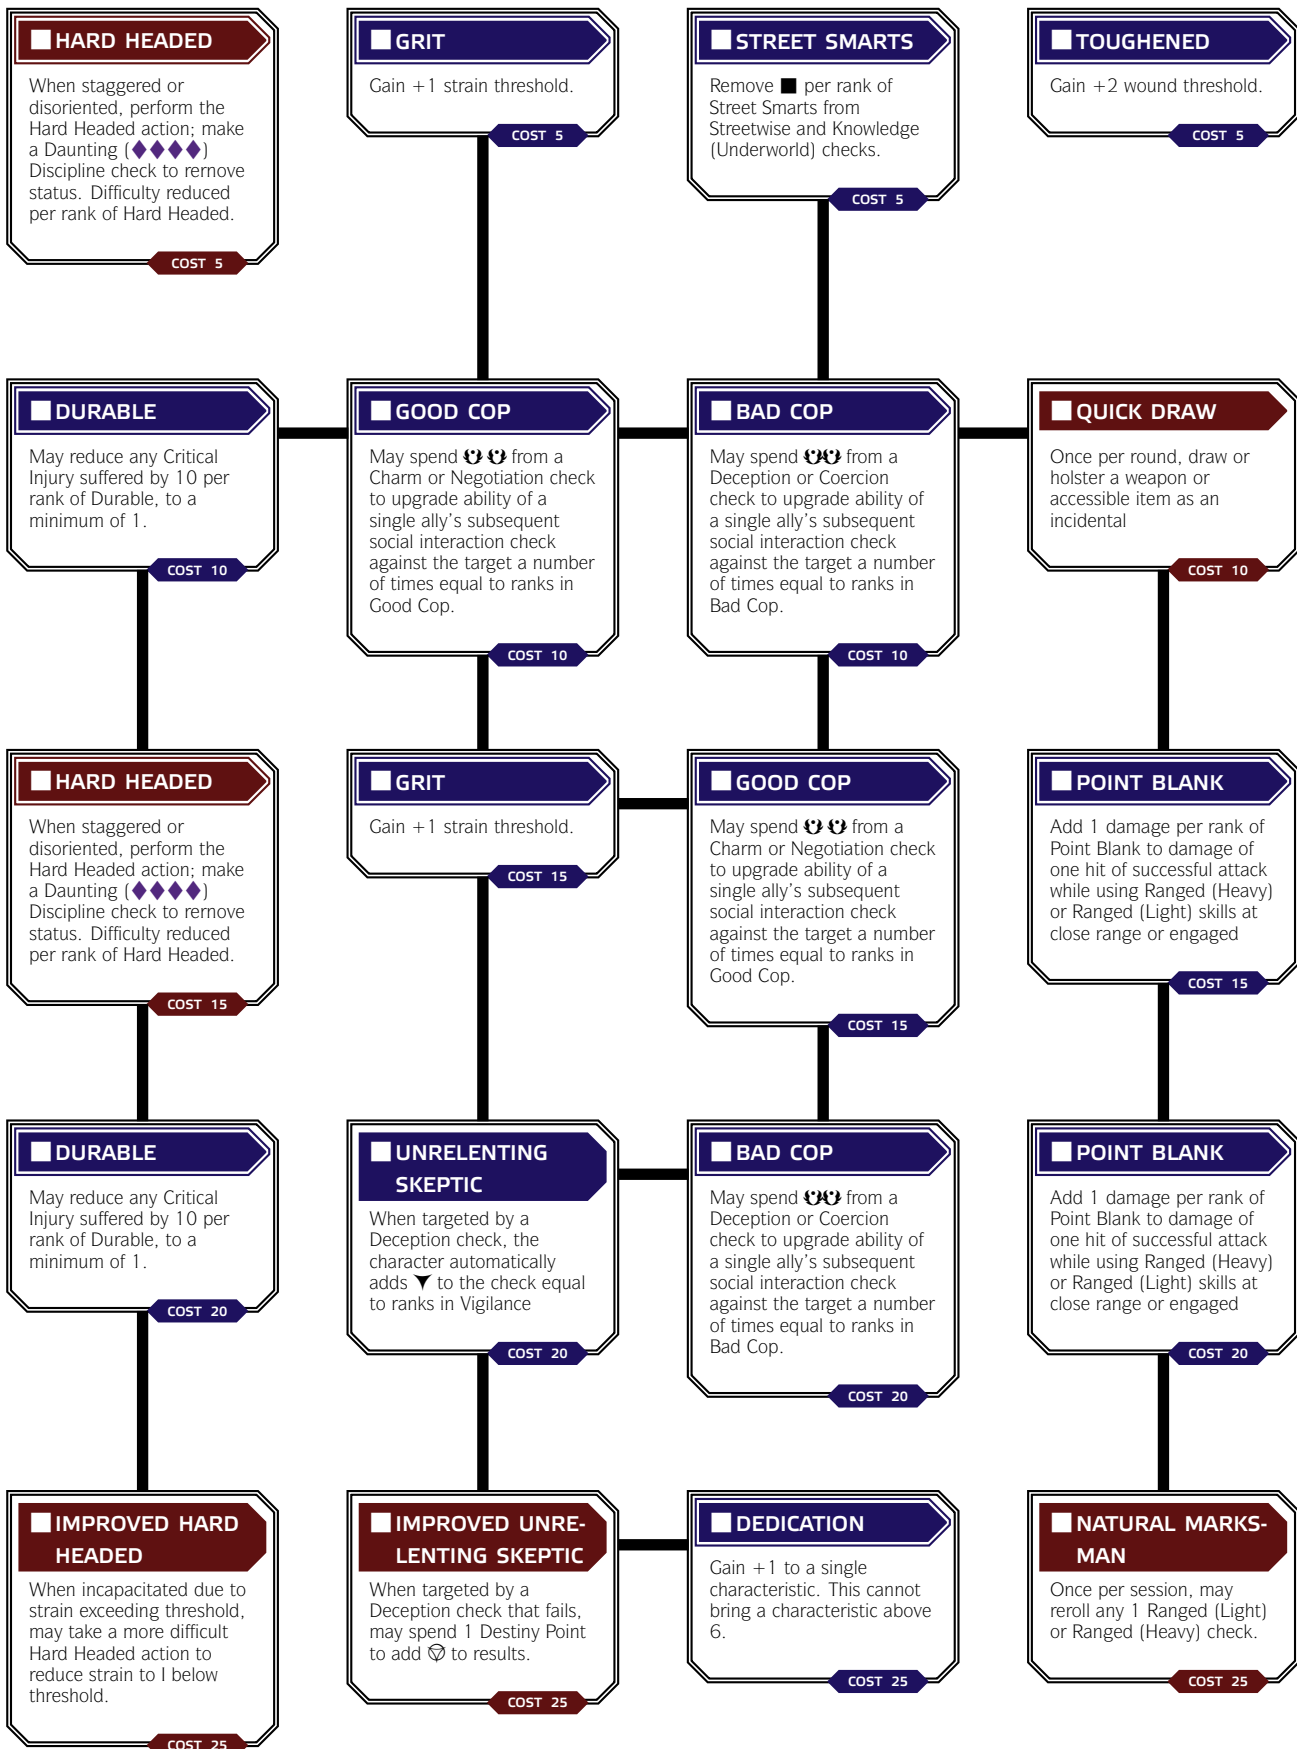 HARD HEADED
When staggered or
disoriented, perform the
Hard Headed action; make
a Daunting (♦♦♦♦)
Discipline check to rernove
status. Difficulty reduced
per rank of Hard Headed.
COST 5
GRIT
Gain +1 strain threshold.
COST 5
STREET SMARTS
Remove ■ per rank of
Street Smarts from
Streetwise and Knowledge
(Underworld) checks.
COST 5
TOUGHENED
Gain +2 wound threshold.
COST 5
DURABLE
May reduce any Critical
Injury suffered by 10 per
rank of Durable, to a
minimum of 1.
COST 10
GOOD COP
May spend from a
Charm or Negotiation check
to upgrade ability of a
single ally's subsequent
social interaction check
against the target a number
of times equal to ranks in
Good Cop.
COST 10
BAD COP
May spend from a
Deception or Coercion
check to upgrade ability of
a single ally's subsequent
social interaction check
against the target a number
of times equal to ranks in
Bad Cop.
COST 10
QUICK DRAW
Once per round, draw or
holster a weapon or
accessible item as an
incidental
COST 10
HARD HEADED
When staggered or
disoriented, perform the
Hard Headed action; make
a Daunting (♦♦♦♦)
Discipline check to rernove
status. Difficulty reduced
per rank of Hard Headed.
COST 15
GRIT
Gain +1 strain threshold.
COST 15
GOOD COP
May spend from a
Charm or Negotiation check
to upgrade ability of a
single ally's subsequent
social interaction check
against the target a number
of times equal to ranks in
Good Cop.
COST 15
POINT BLANK
Add 1 damage per rank of
Point Blank to damage of
one hit of successful attack
while using Ranged (Heavy)
or Ranged (Light) skills at
close range or engaged
COST 15
DURABLE
May reduce any Critical
Injury suffered by 10 per
rank of Durable, to a
minimum of 1.
COST 20
UNRELENTING
SKEPTIC
When targeted by a
Deception check, the
character automatically
adds to the check equal
to ranks in Vigilance
COST 20
BAD COP
May spend from a
Deception or Coercion
check to upgrade ability of
a single ally's subsequent
social interaction check
against the target a number
of times equal to ranks in
Bad Cop.
COST 20
POINT BLANK
Add 1 damage per rank of
Point Blank to damage of
one hit of successful attack
while using Ranged (Heavy)
or Ranged (Light) skills at
close range or engaged
COST 20
IMPROVED HARD
HEADED
When incapacitated due to
strain exceeding threshold,
may take a more difficult
Hard Headed action to
reduce strain to I below
threshold.
COST 25
IMPROVED UNRE-
LENTING SKEPTIC
When targeted by a
Deception check that fails,
may spend 1 Destiny Point
to add to results.
COST 25
DEDICATION
Gain +1 to a single
characteristic. This cannot
bring a characteristic above
6.
COST 25
NATURAL MARKS-
MAN
Once per session, may
reroll any 1 Ranged (Light)
or Ranged (Heavy) check.
COST 25